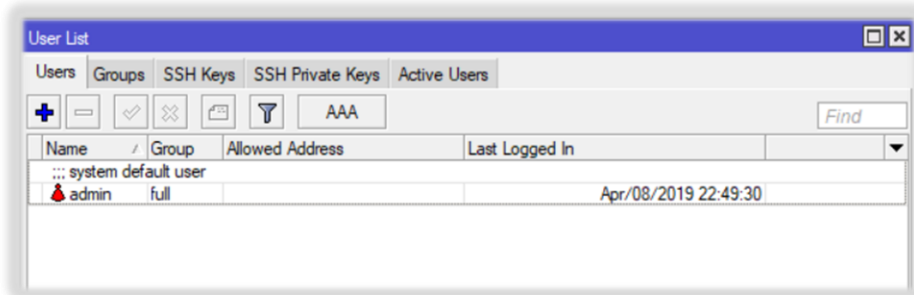 User List
Users Groups SSH Keys SSH Private Keys Active Users
AAA Find
Name Group Allowed Address Last Logged In
;;; system default user
admin full Apr/08/2019 22:49:30